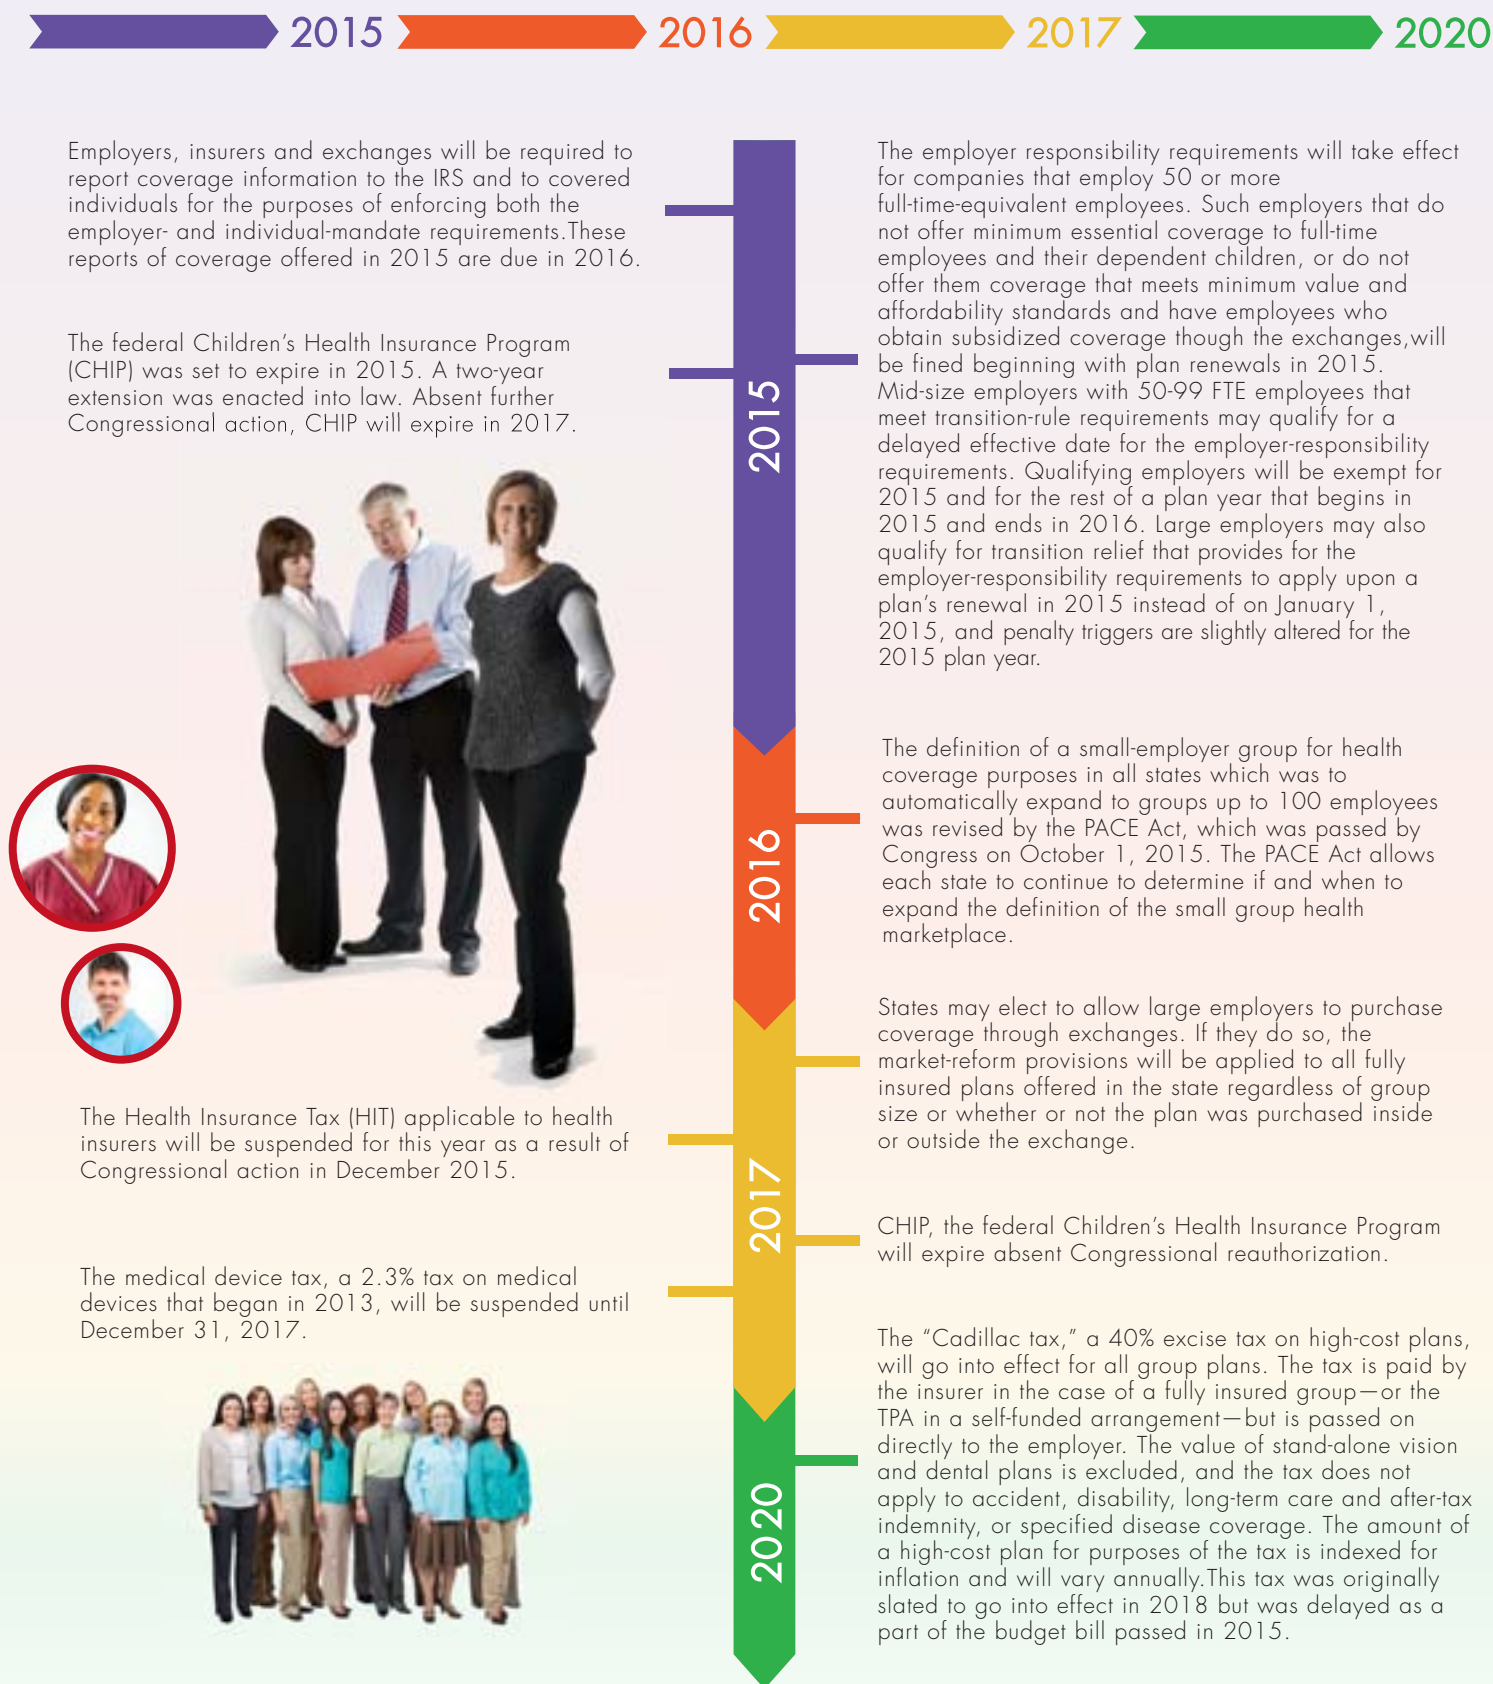 2015 2016 2017 2020
Employers, insurers and exchanges will be required to
report coverage information to the IRS and to covered
individuals for the purposes of enforcing both the
employer- and individual-mandate requirements.These
reports of coverage offered in 2015 are due in 2016.
The federal Children's Health Insurance Program
(CHIP) was set to expire in 2015. A two-year
extension was enacted into law. Absent further
Congressional action, CHIP will expire in 2017.
2015
The employer responsibility requirements will take effect
for companies that employ 50 or more
full-time-equivalent employees. Such employers that do
not offer minimum essential coverage to full-time
employees and their dependent children, or do not
offer them coverage that meets minimum value and
affordability standards and have employees who
obtain subsidized coverage though the exchanges,will
be fined beginning with plan renewals in 2015.
Mid-size employers with 50-99 FTE employees that
meet transition-rule requirements may qualify for a
delayed effective date for the employer-responsibility
requirements. Qualifying employers will be exempt for
2015 and for the rest of a plan year that begins in
2015 and ends in 2016. Large employers may also
qualify for transition relief that provides for the
employer-responsibility requirements to apply upon a
plan's renewal in 2015 instead of on January 1,
2015, and penalty triggers are slightly altered for the
2015 plan year.
2016
The definition of a small-employer group for health
coverage purposes in all states which was to
automatically expand to groups up to 100 employees
was revised by the PACE Act, which was passed by
Congress on October 1, 2015. The PACE Act allows
each state to continue to determine if and when to
expand the definition of the small group health
marketplace.
States may elect to allow large employers to purchase
coverage through exchanges. If they do so, the
market-reform provisions will be applied to all fully
insured plans offered in the state regardless of group
size or whether or not the plan was purchased inside
or outside the exchange.
The Health Insurance Tax (HIT) applicable to health
insurers will be suspended for this year as a result of
Congressional action in December 2015.
2017
CHIP, the federal Children's Health Insurance Program
will expire absent Congressional reauthorization.
The medical device tax, a 2.3% tax on medical
devices that began in 2013, will be suspended until
December 31, 2017.
The "Cadillac tax," a 40% excise tax on high-cost plans,
will go into effect for all group plans. The tax is paid by
the insurer in the case of a fully insured group—or the
TPA in a self-funded arrangement—but is passed on
directly to the employer. The value of stand-alone vision
and dental plans is excluded, and the tax does not
apply to accident, disability, long-term care and after-tax
indemnity, or specified disease coverage. The amount of
a high-cost plan for purposes of the tax is indexed for
inflation and will vary annually.This tax was originally
slated to go into effect in 2018 but was delayed as a
part of the budget bill passed in 2015.
2020